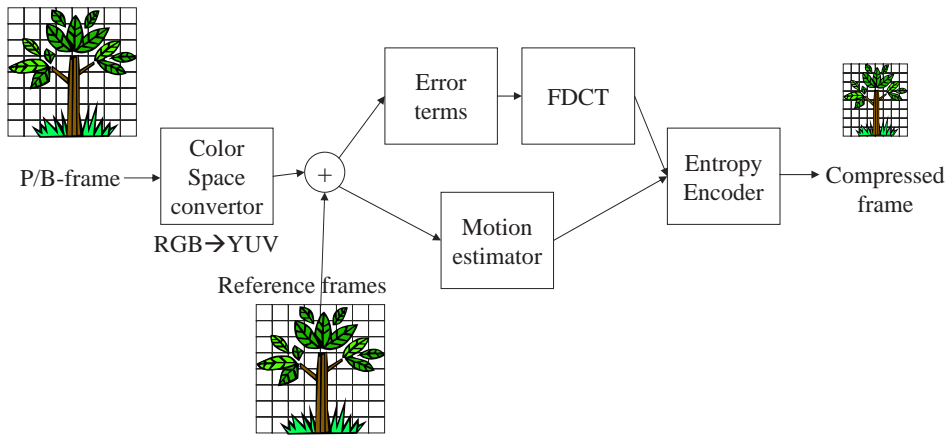 P/B-frame
Color
Space
convertor
RGB→YUV
+
Reference frames
Error
terms
FDCT
Motion
estimator
Entropy
Encoder
Compressed
frame